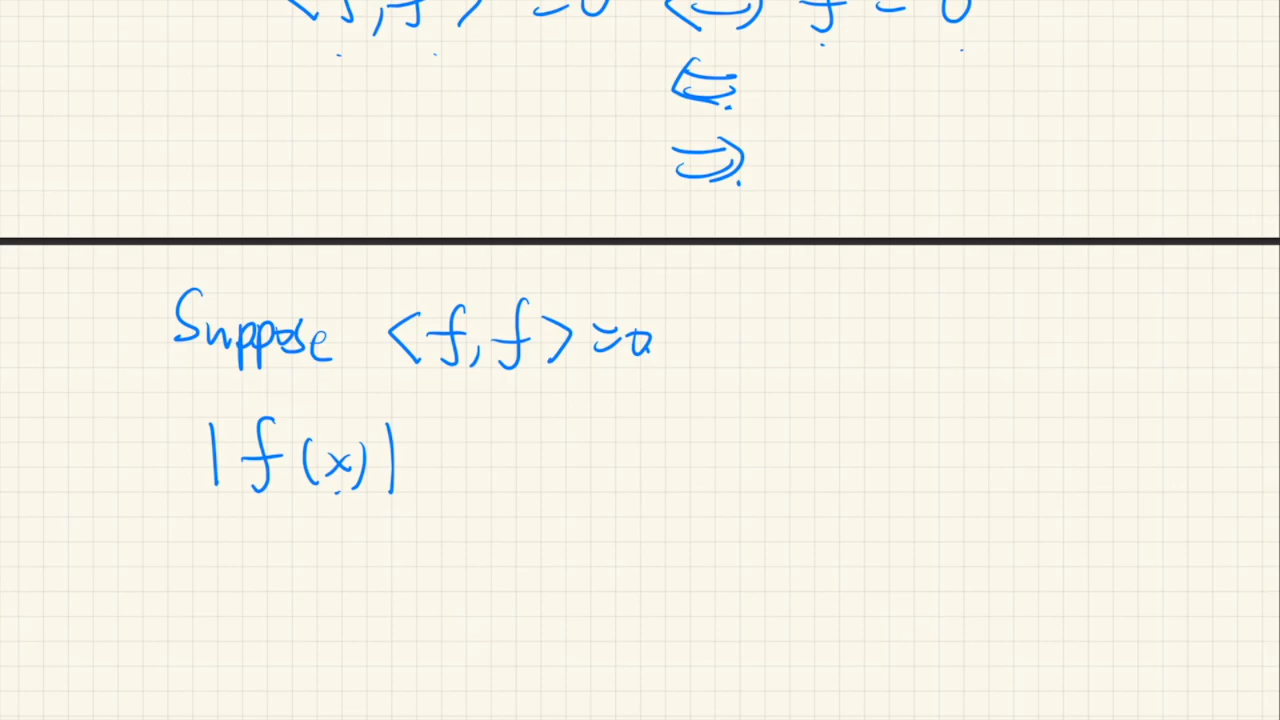 <f,f> = 0 <=> f = 0
<=.
=>.
Suppose <f,f> = 0
|f(x)|